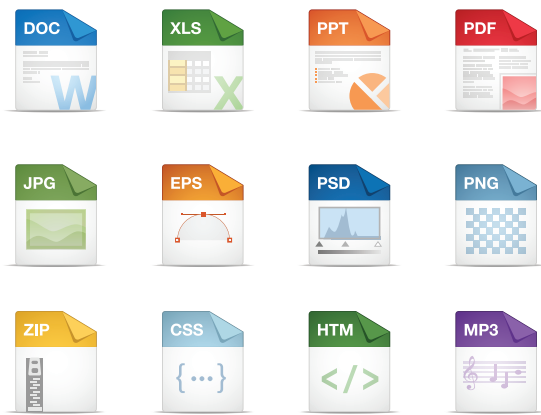 DOC
XLS
PPT
PDF
W
X
JPG
EPS
PSD
PNG
ZIP
CSS
HTM
MP3
{...}
</>